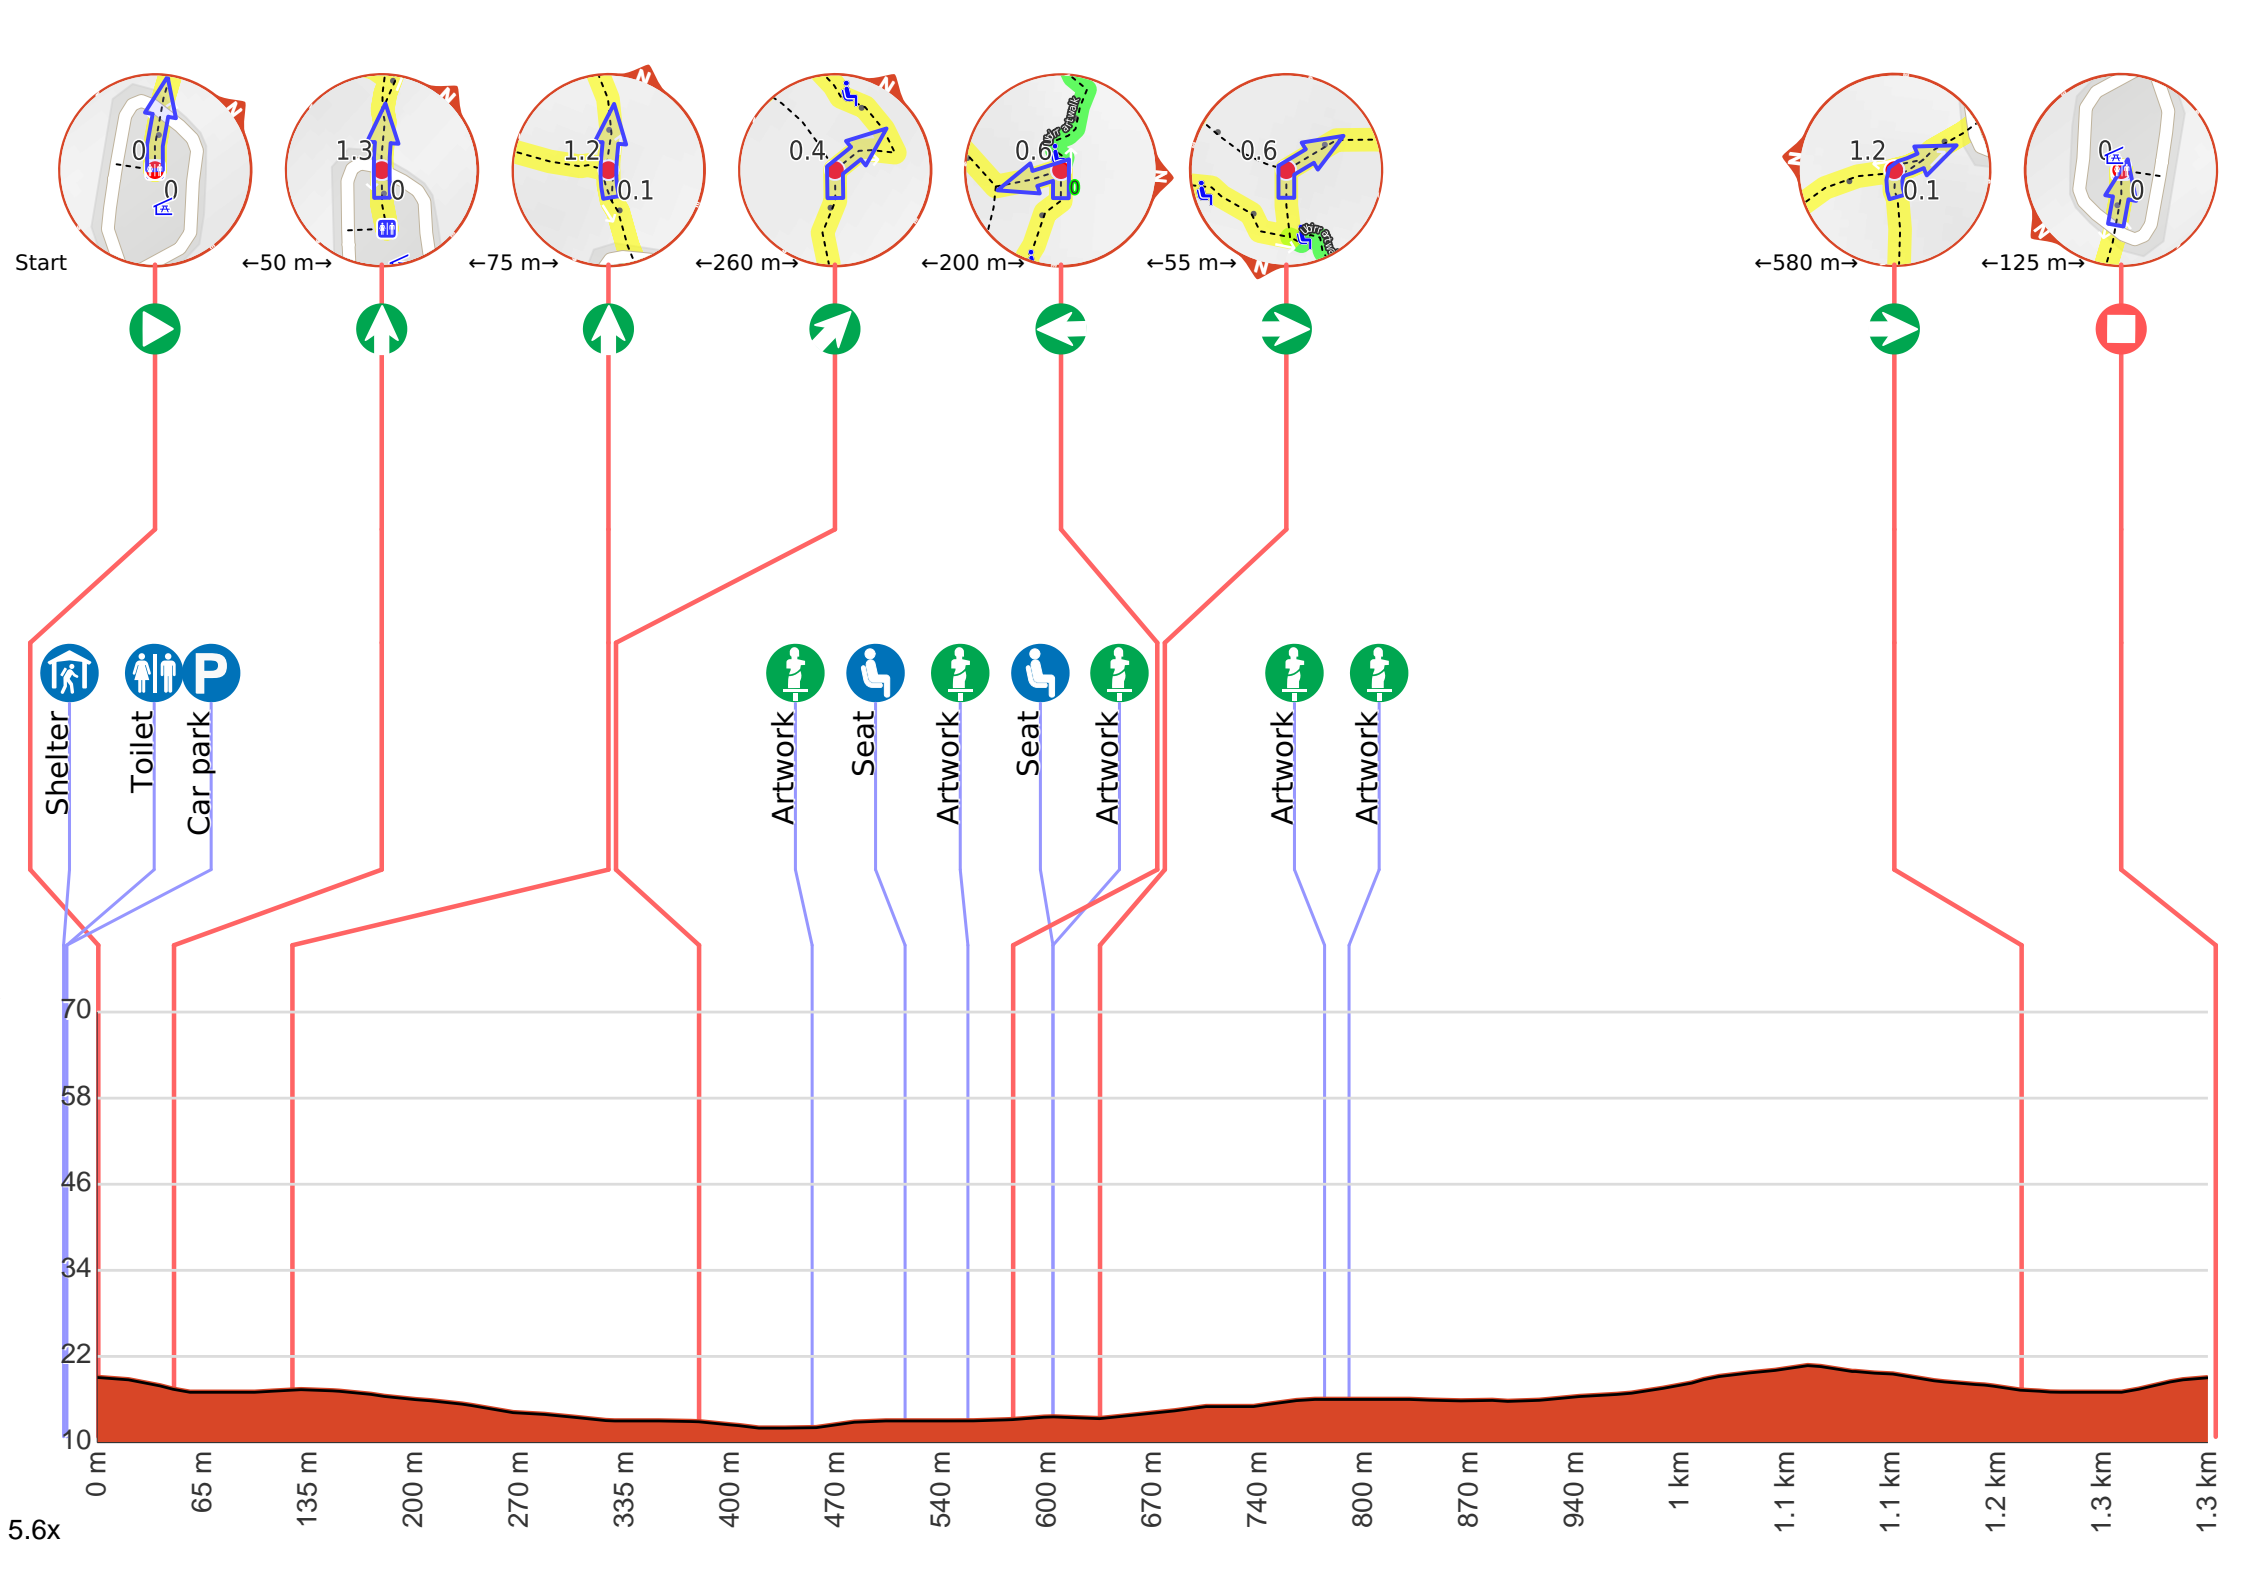 N
N
N
N
N
N
N
N
0
0
1.3
0
1.2
0.1
0.4
0.6
0
0.6
1.2
0.1
0
0
Start
←50 m→
←75 m→
←260 m→
←200 m→
←55 m→
←580 m→
←125 m→
P
Shelter
Toilet
Car park
Artwork
Seat
Artwork
Seat
Artwork
Artwork
Artwork
70
58
46
34
22
10
0 m
65 m
135 m
200 m
270 m
335 m
400 m
470 m
540 m
600 m
670 m
740 m
800 m
870 m
940 m
1 km
1.1 km
1.1 km
1.2 km
1.3 km
1.3 km
5.6x